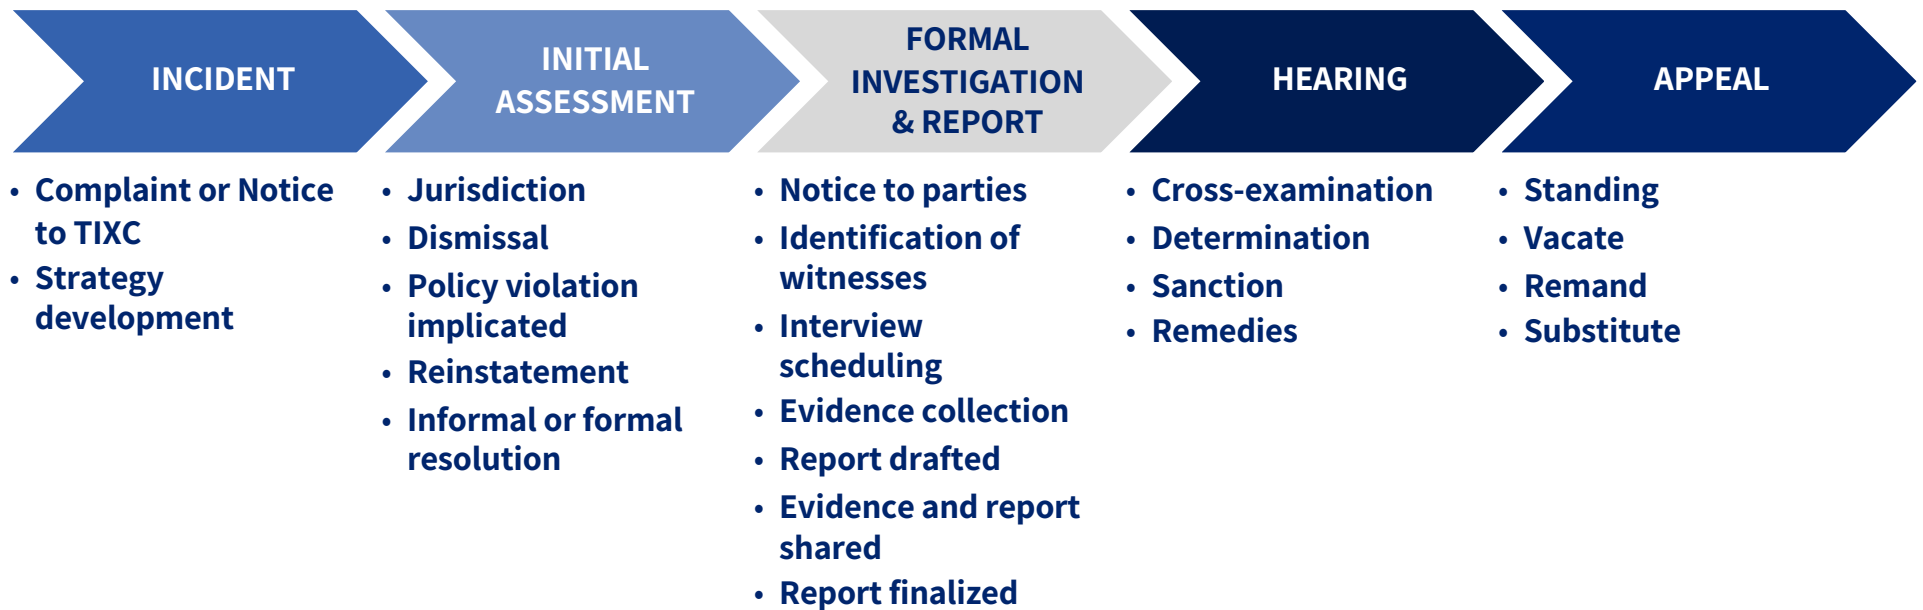 INCIDENT
• Complaint or Notice
to TIXC
• Strategy
development
INITIAL
ASSESSMENT
• Jurisdiction
• Dismissal
• Policy violation
implicated
• Reinstatement
• Informal or formal
resolution
FORMAL
INVESTIGATION
& REPORT
• Notice to parties
• Identification of
witnesses
• Interview
scheduling
• Evidence collection
• Report drafted
• Evidence and report
shared
• Report finalized
HEARING
• Cross-examination
• Determination
• Sanction
• Remedies
APPEAL
• Standing
• Vacate
• Remand
• Substitute